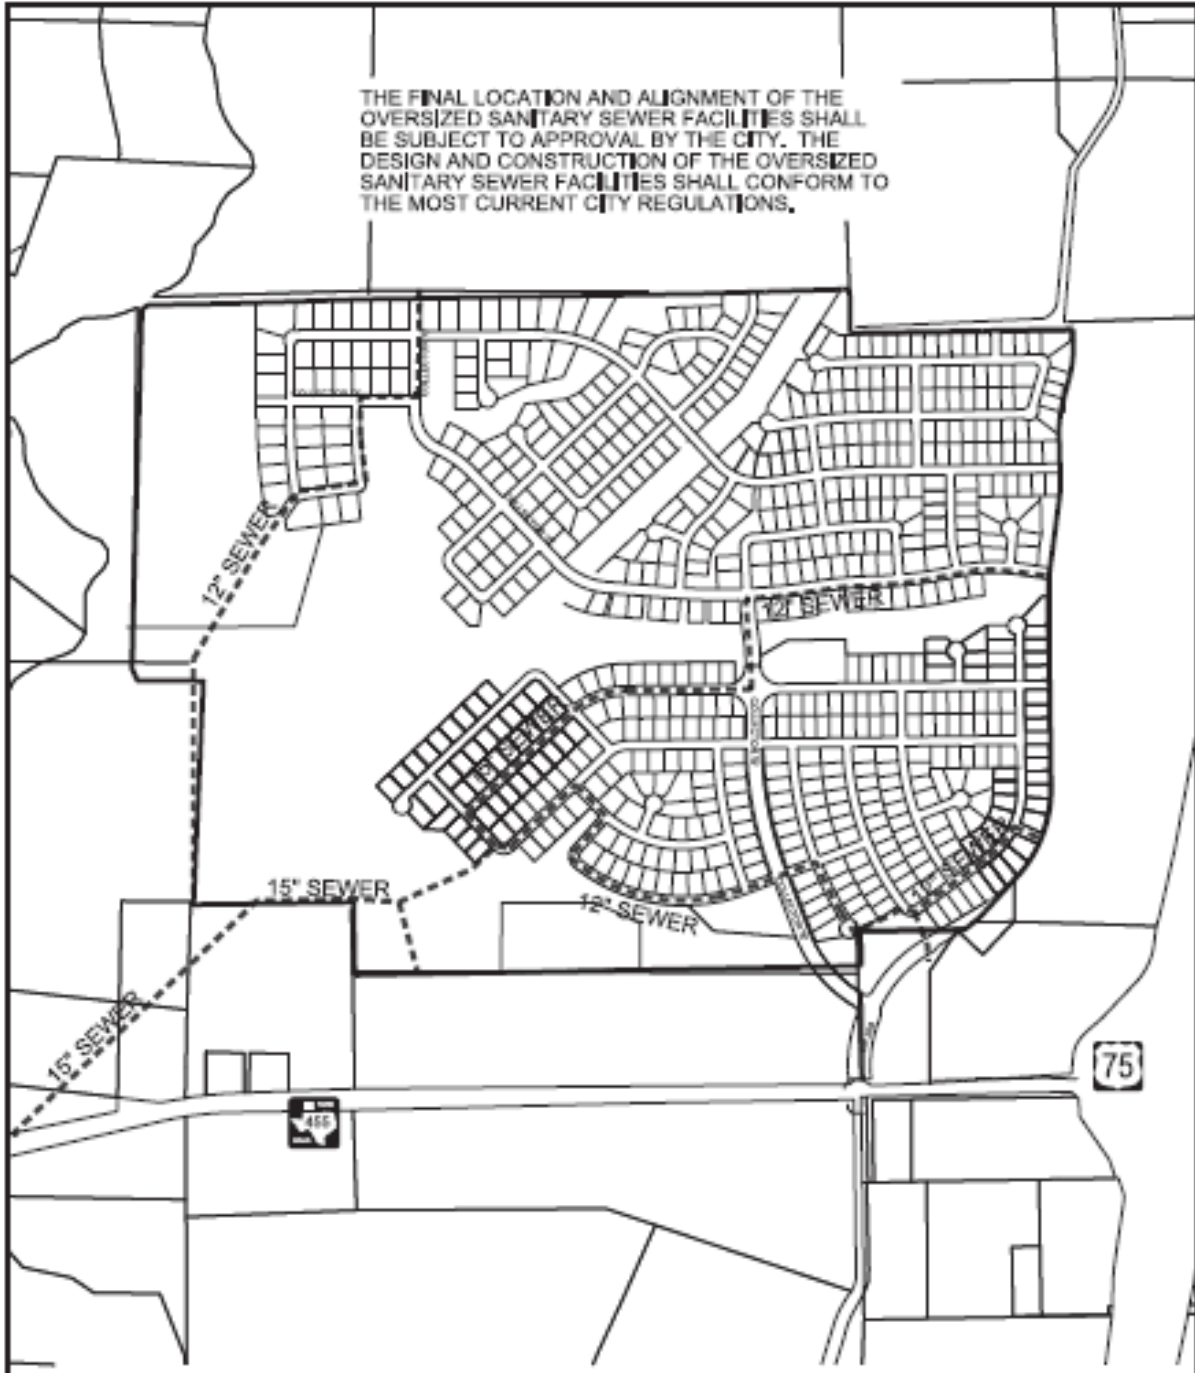 THE FINAL LOCATION AND ALIGNMENT OF THE
OVERSIZED SANITARY SEWER FACILITIES SHALL
BE SUBJECT TO APPROVAL BY THE CITY. THE
DESIGN AND CONSTRUCTION OF THE OVERSIZED
SANITARY SEWER FACILITIES SHALL CONFORM TO
THE MOST CURRENT CITY REGULATIONS.
12" SEWER
12" SEWER
SEWER
SEWER
15" SEWER
12" SEWER
15" SEWER
75
455